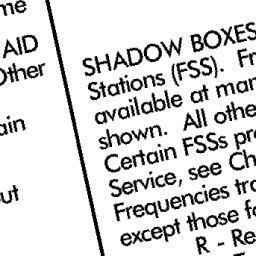 me
AID
Other
ain
ut
SHADOW BOXES
Stations (FSS). Fr
available at man
shown. All othe
Certain FSSs pro
Service, see Ch
Frequencies tra
except those fo
R - Re